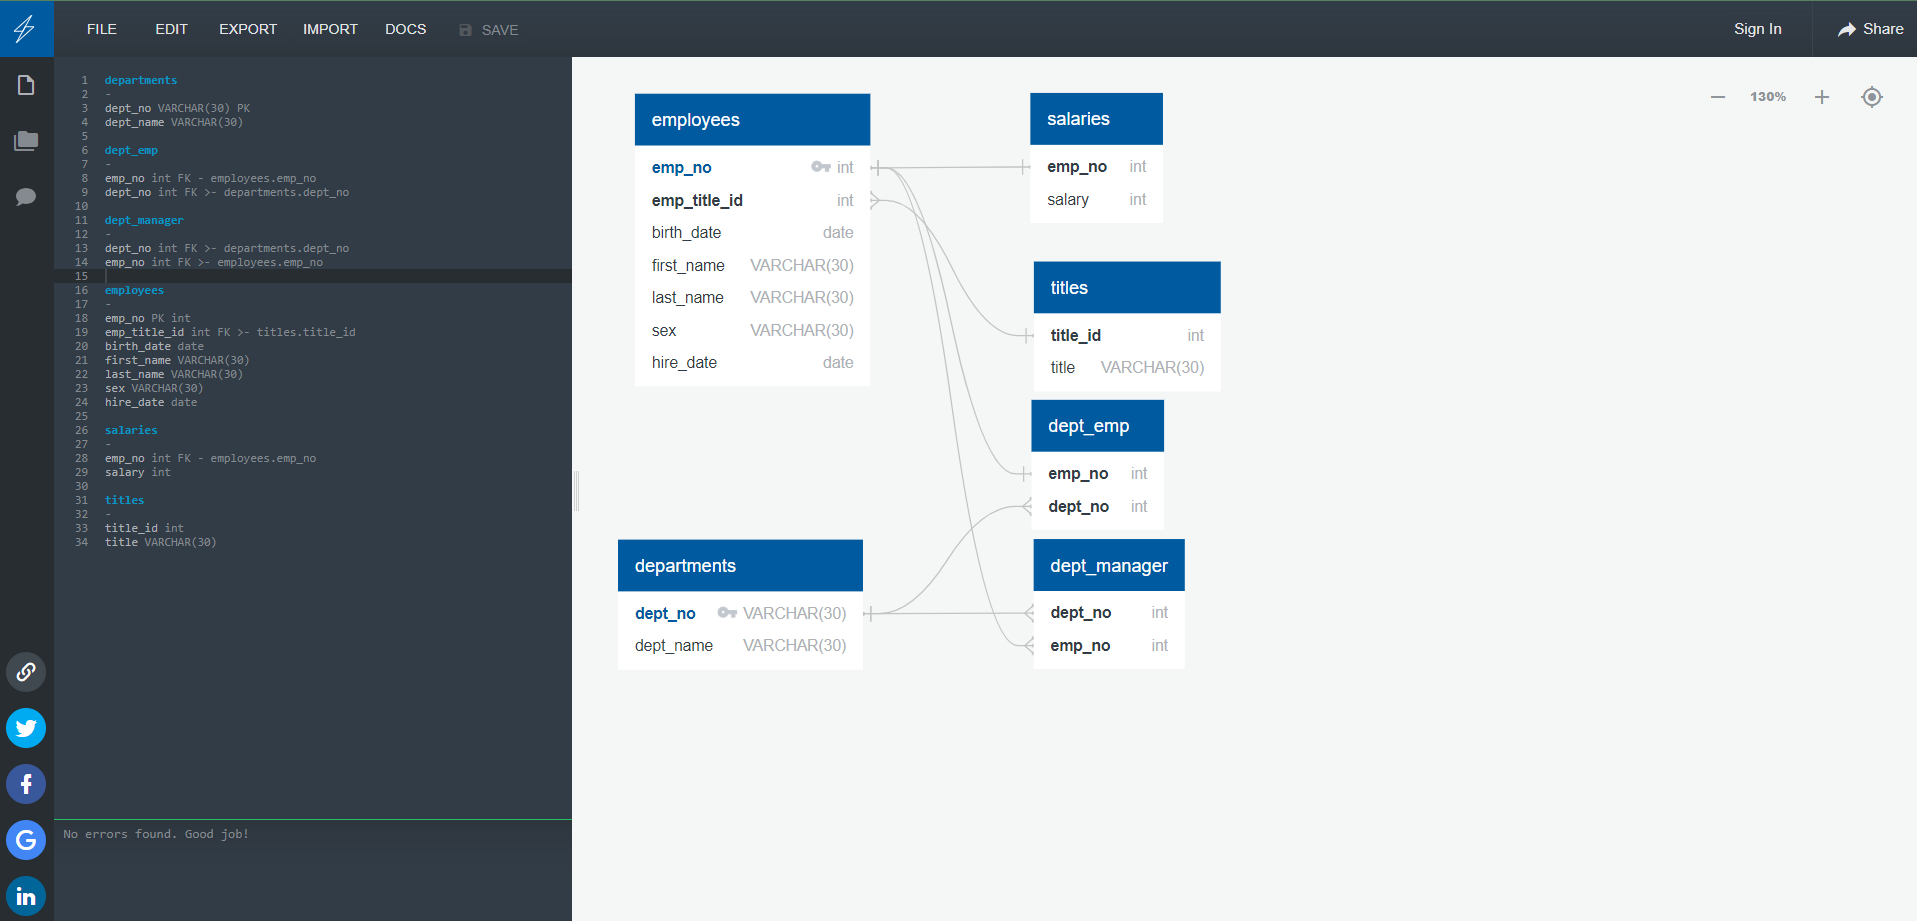 FILE EDIT EXPORT IMPORT DOCS SAVE Sign In Share
1 departments
2 -
3 dept_no VARCHAR(30) PK
4 dept_name VARCHAR(30)
5
6 dept_emp
7 -
8 emp_no int FK - employees.emp_no
9 dept_no int FK >- departments.dept_no
10
11 dept_manager
12 -
13 dept_no int FK >- departments.dept_no
14 emp_no int FK >- employees.emp_no
15
16 employees
17 -
18 emp_no PK int
19 emp_title_id int FK >- titles.title_id
20 birth_date date
21 first_name VARCHAR(30)
22 last_name VARCHAR(30)
23 sex VARCHAR(30)
24 hire_date date
25
26 salaries
27 -
28 emp_no int FK - employees.emp_no
29 salary int
30
31 titles
32 -
33 title_id int
34 title VARCHAR(30)
No errors found. Good job!
130%
employees
emp_no int
emp_title_id int
birth_date date
first_name VARCHAR(30)
last_name VARCHAR(30)
sex VARCHAR(30)
hire_date date
salaries
emp_no int
salary int
titles
title_id int
title VARCHAR(30)
dept_emp
emp_no int
dept_no int
departments
dept_no VARCHAR(30)
dept_name VARCHAR(30)
dept_manager
dept_no int
emp_no int
f
G
in